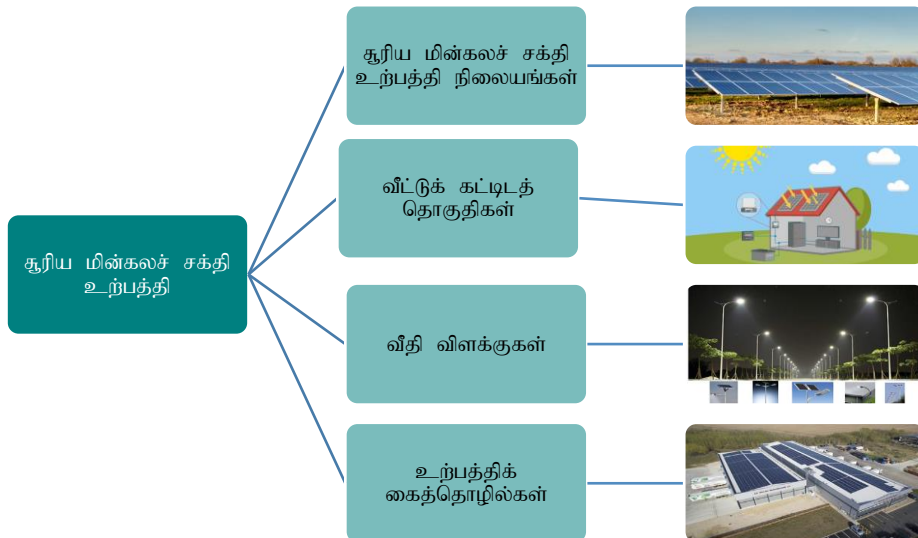 சூரிய மின்கலச் சக்தி
உற்பத்தி
சூரிய மின்கலச் சக்தி
உற்பத்தி நிலையங்கள்
வீட்டுக் கட்டிடத்
தொகுதிகள்
வீதி விளக்குகள்
உற்பத்திக்
கைத்தொழில்கள்